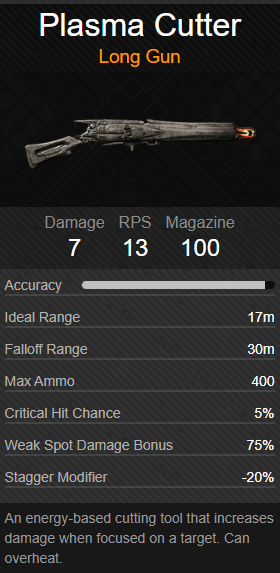 Plasma Cutter
Long Gun
Damage RPS Magazine
7 13 100
Accuracy
Ideal Range 17m
Falloff Range 30m
Max Ammo 400
Critical Hit Chance 5%
Weak Spot Damage Bonus 75%
Stagger Modifier -20%
An energy-based cutting tool that increases
damage when focused on a target. Can
overheat.